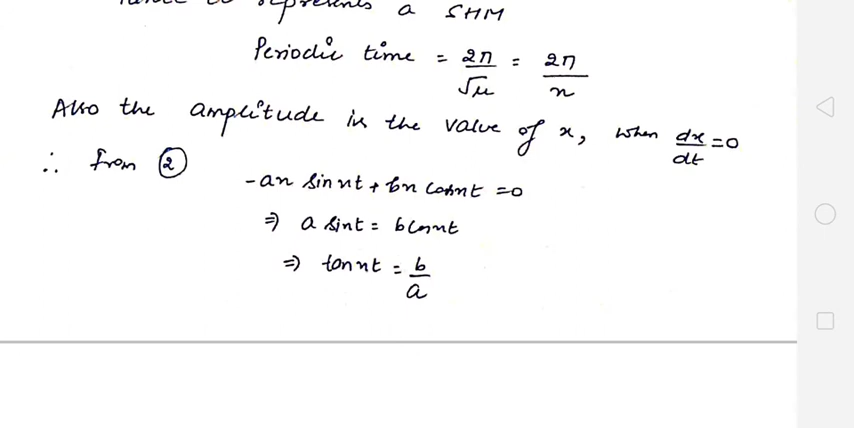 a SHM
Periodic time = 2π/√μ = 2π/n
Also the amplitude is the value of x, when dx/dt = 0
∴ from ②
-an sin nt + bn cos nt = 0
⇒ a sin t = b cos nt
⇒ tan nt = b/a